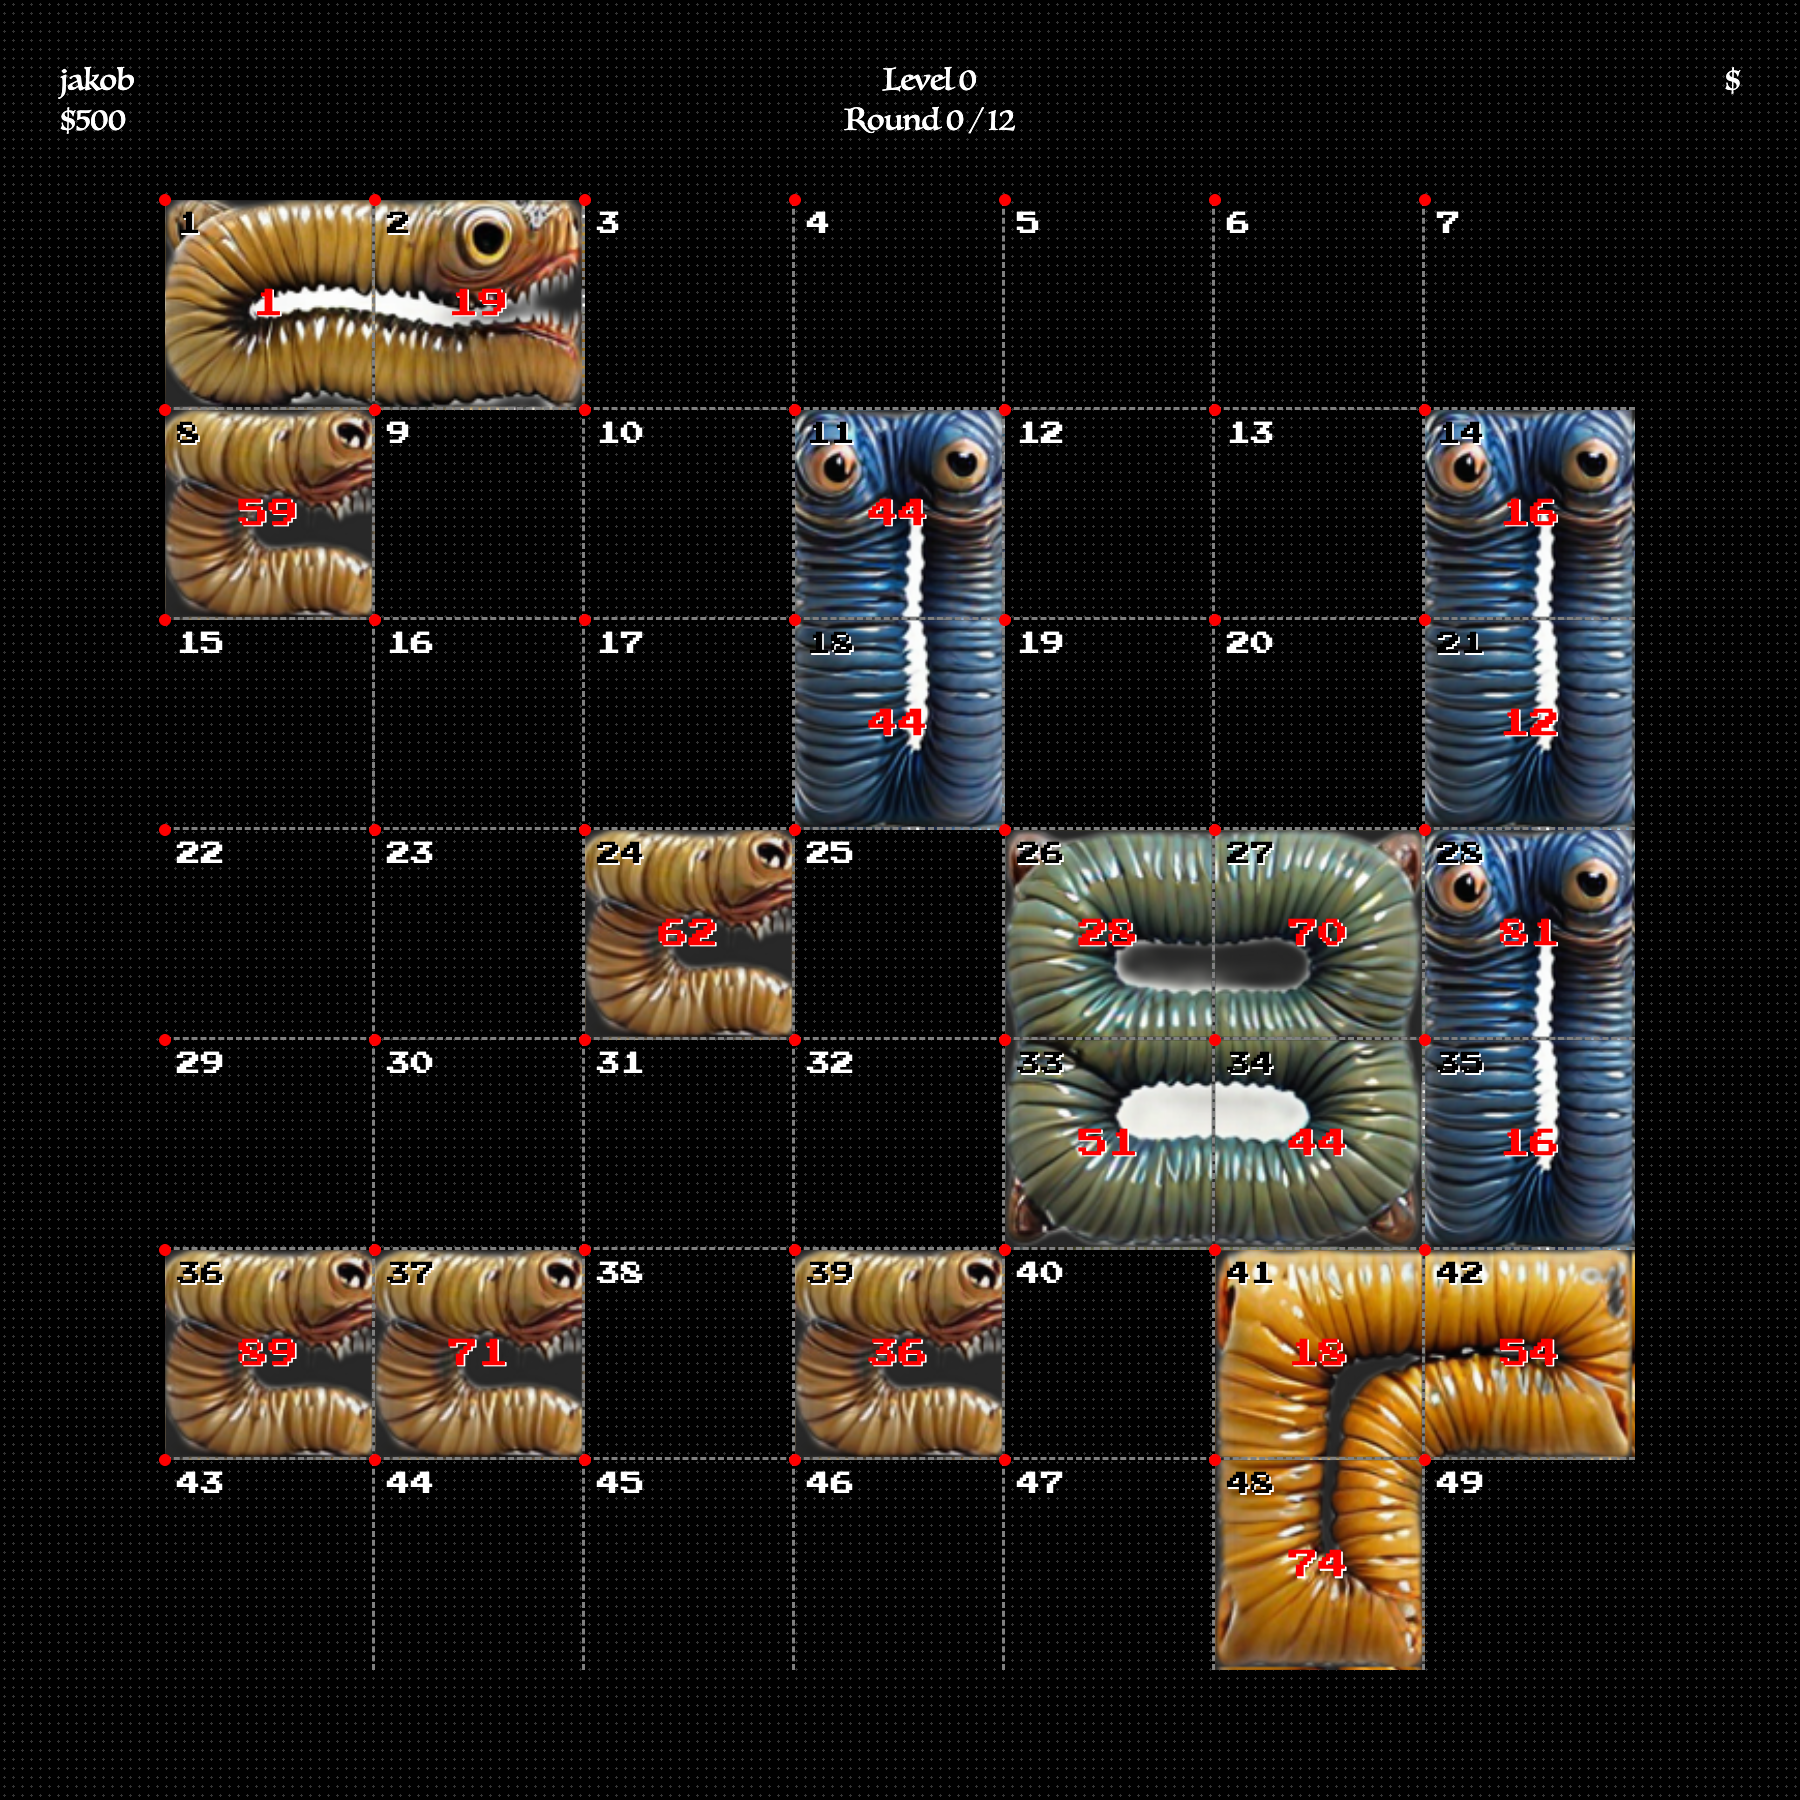 jakob
$500
Level 0
Round 0 / 12
$
1 2 3 4 5 6 7
1 19
8 9 10 11 12 13 14
59 44 16
15 16 17 18 19 20 21
44 12
22 23 24 25 26 27 28
62 28 70 81
29 30 31 32 33 34 35
51 44 16
36 37 38 39 40 41 42
89 71 36 18 54
43 44 45 46 47 48 49
74